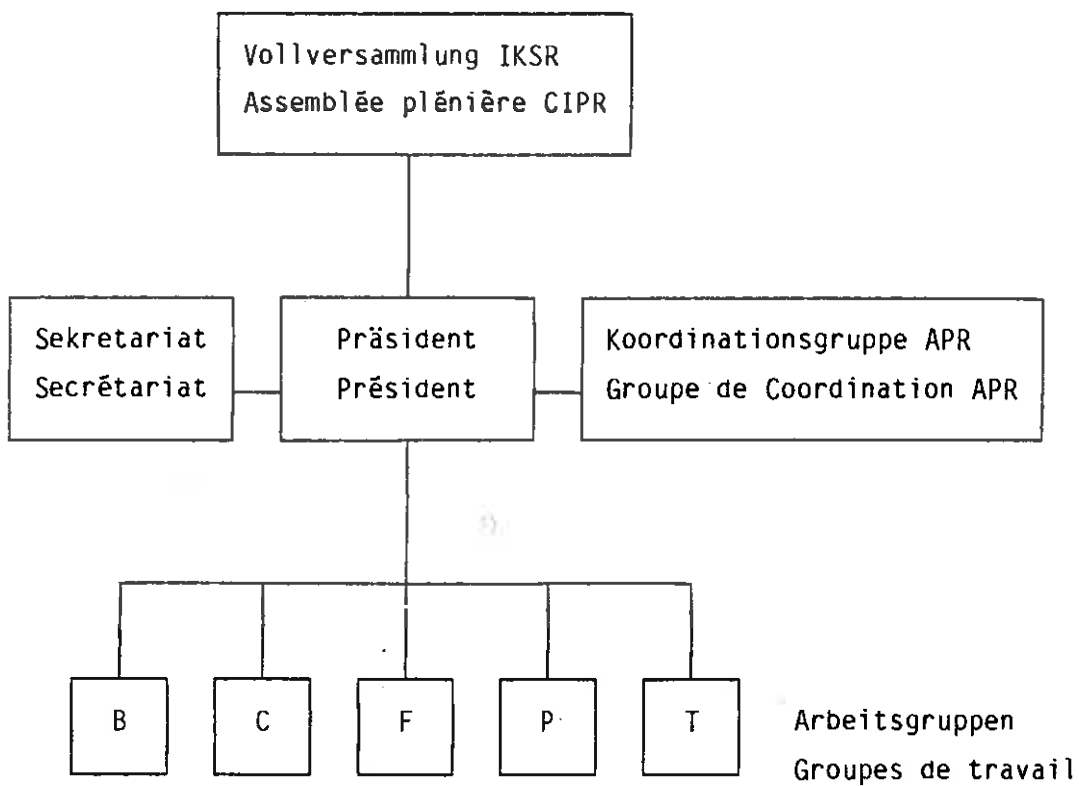 Vollversammlung IKSR
Assemblée plénière CIPR
Sekretariat
Secrétariat
Präsident
Président
Koordinationsgruppe APR
Groupe de Coordination APR
B
C
F
P
T
Arbeitsgruppen
Groupes de travail